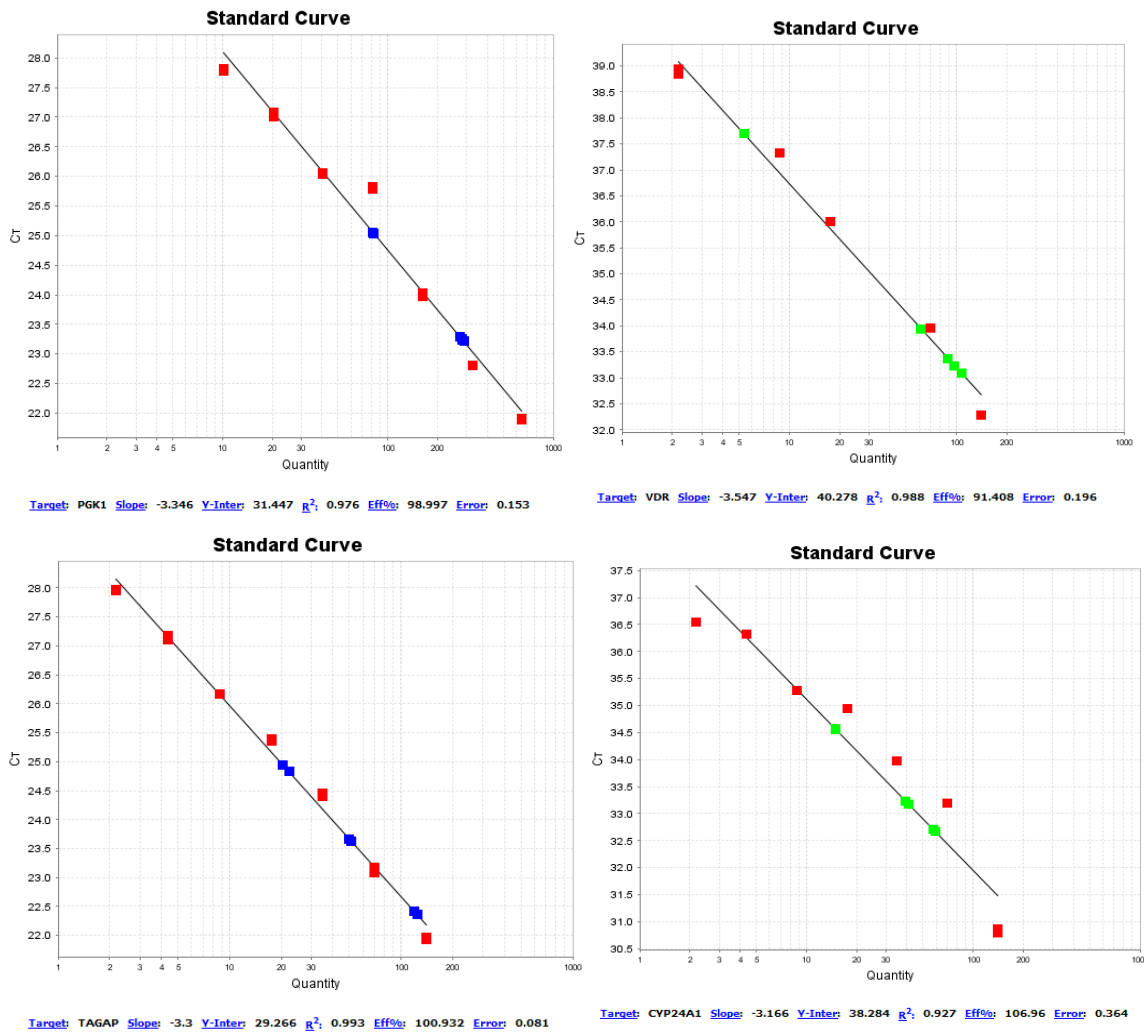 Standard Curve
28.0
27.5
27.0
26.5
26.0
25.5
25.0
24.5
24.0
23.5
23.0
22.5
22.0
CT
1 2 3 4 5 10 20 30 100 200 1000
Quantity
Target: PGK1 Slope: -3.346 Y-Inter: 31.447 R²: 0.976 Eff%: 98.997 Error: 0.153
Standard Curve
39.0
38.5
38.0
37.5
37.0
36.5
36.0
35.5
35.0
34.5
34.0
33.5
33.0
32.5
32.0
CT
1 2 3 4 5 10 20 30 100 200 1000
Quantity
Target: VDR Slope: -3.547 Y-Inter: 40.278 R²: 0.988 Eff%: 91.408 Error: 0.196
Standard Curve
28.0
27.5
27.0
26.5
26.0
25.5
25.0
24.5
24.0
23.5
23.0
22.5
22.0
CT
1 2 3 4 5 10 20 30 100 200 1000
Quantity
Target: TAGAP Slope: -3.3 Y-Inter: 29.266 R²: 0.993 Eff%: 100.932 Error: 0.081
Standard Curve
37.5
37.0
36.5
36.0
35.5
35.0
34.5
34.0
33.5
33.0
32.5
32.0
31.5
31.0
30.5
CT
1 2 3 4 5 10 20 30 100 200
Quantity
Target: CYP24A1 Slope: -3.166 Y-Inter: 38.284 R²: 0.927 Eff%: 106.96 Error: 0.364